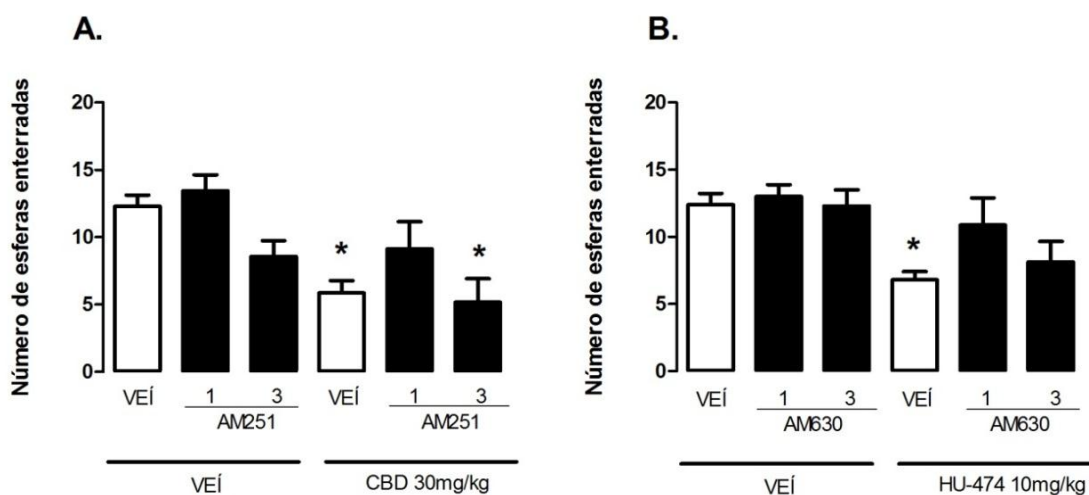 A.
Número de esferas enterradas
20
15
10
5
0
*
*
VEÍ
1
3
VEÍ
1
3
AM251
AM251
VEÍ
CBD 30mg/kg
B.
Número de esferas enterradas
20
15
10
5
0
*
VEÍ
1
3
VEÍ
1
3
AM630
AM630
VEÍ
HU-474 10mg/kg